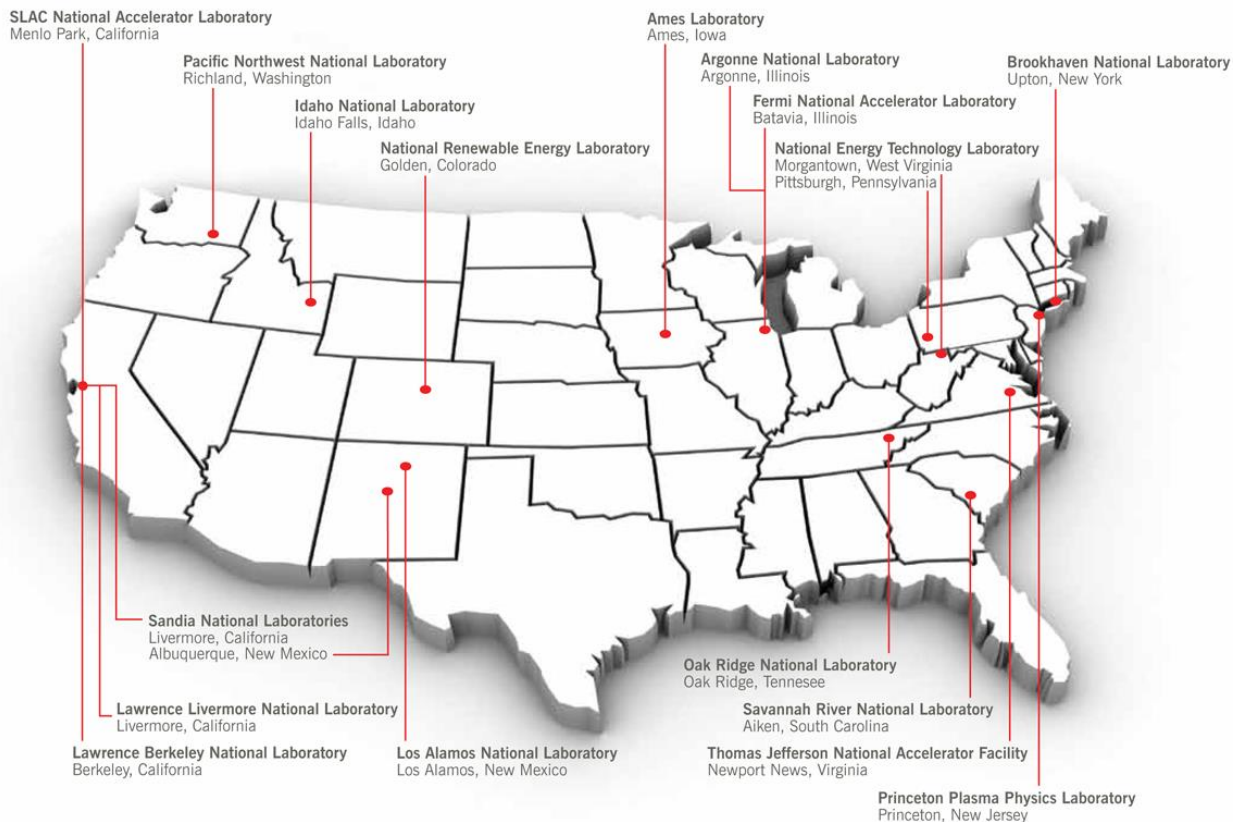 SLAC National Accelerator Laboratory
Menlo Park, California
Pacific Northwest National Laboratory
Richland, Washington
Idaho National Laboratory
Idaho Falls, Idaho
National Renewable Energy Laboratory
Golden, Colorado
Ames Laboratory
Ames, Iowa
Argonne National Laboratory
Argonne, Illinois
Fermi National Accelerator Laboratory
Batavia, Illinois
National Energy Technology Laboratory
Morgantown, West Virginia
Pittsburgh, Pennsylvania
Brookhaven National Laboratory
Upton, New York
Sandia National Laboratories
Livermore, California
Albuquerque, New Mexico
Lawrence Livermore National Laboratory
Livermore, California
Lawrence Berkeley National Laboratory
Berkeley, California
Los Alamos National Laboratory
Los Alamos, New Mexico
Oak Ridge National Laboratory
Oak Ridge, Tennesee
Savannah River National Laboratory
Aiken, South Carolina
Thomas Jefferson National Accelerator Facility
Newport News, Virginia
Princeton Plasma Physics Laboratory
Princeton, New Jersey